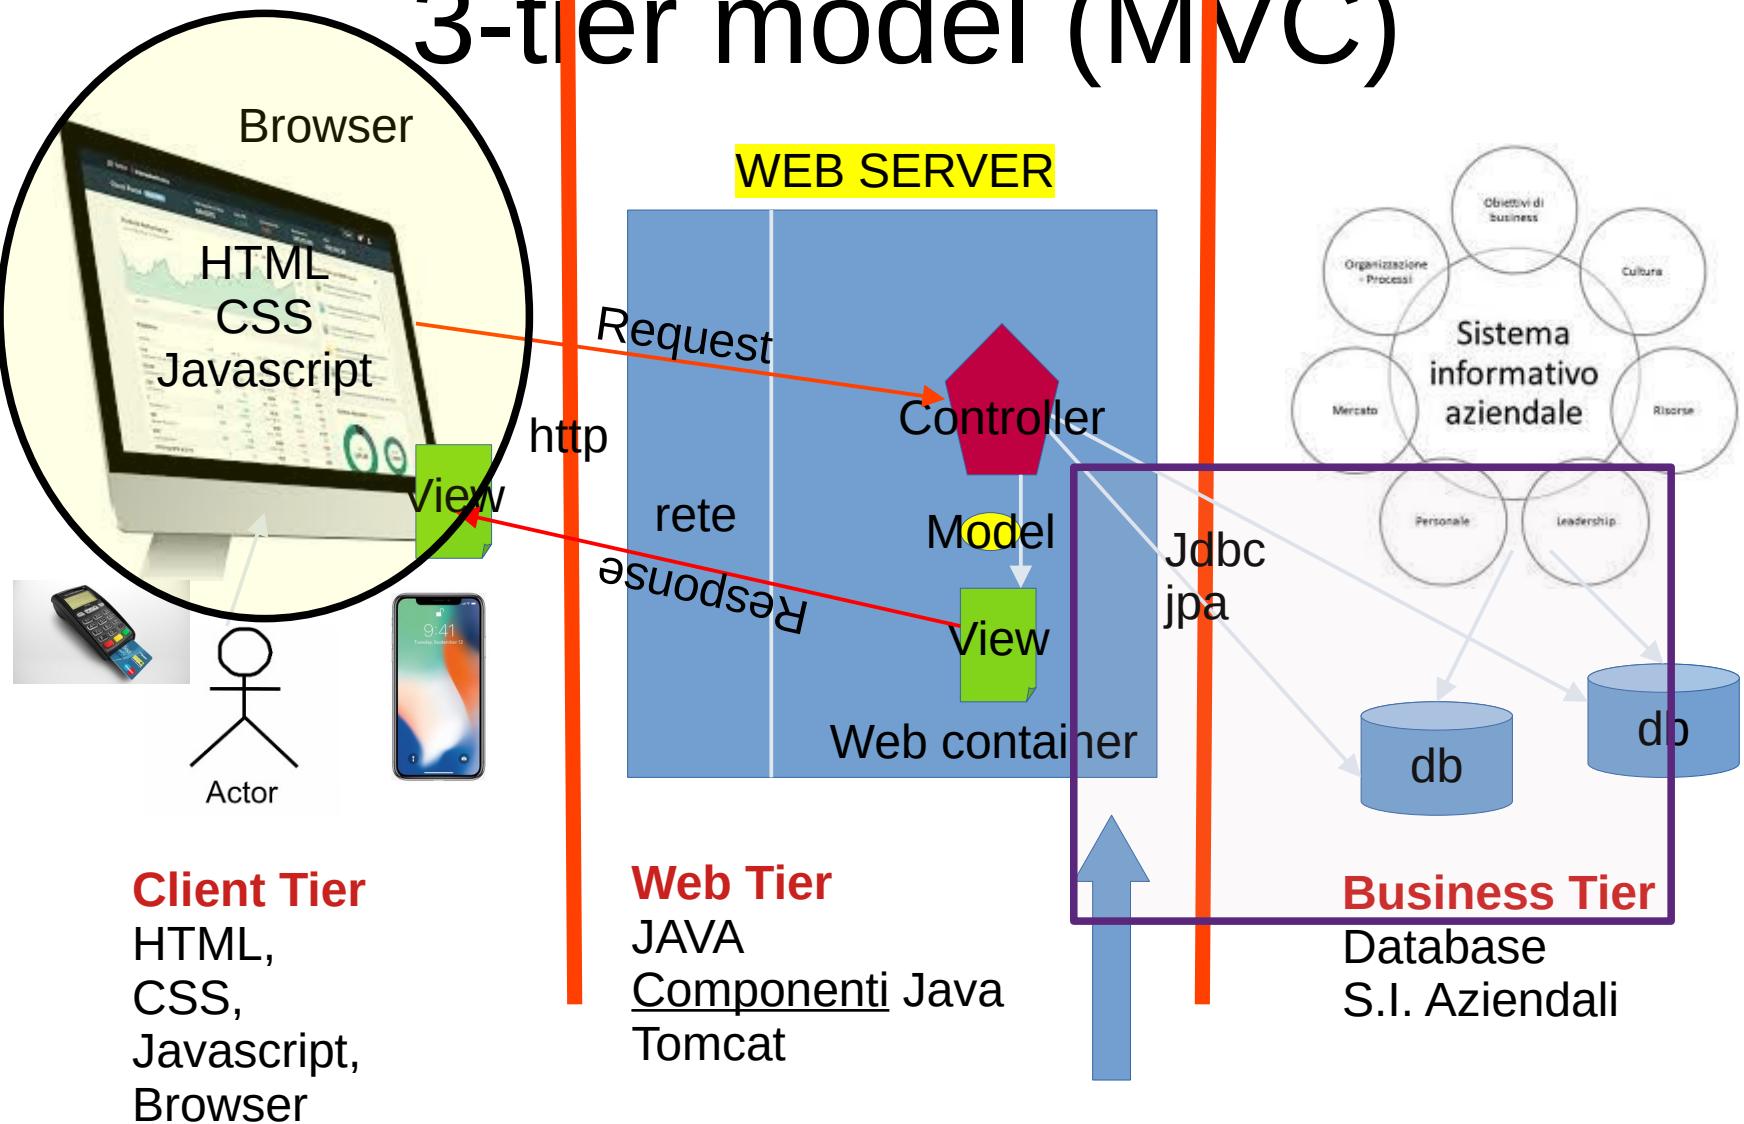 3-tier model (MVC)
Browser
HTML
CSS
Javascript
View
http
WEB SERVER
Request
Controller
rete
Model
Response
View
Web container
Jdbc
jpa
Obiettivi di
business
Organizzazione
- Processi
Cultura
Sistema
informativo
aziendale
Mercato
Risorse
Personale
Leadership
db
db
9:41
Actor
Client Tier
HTML,
CSS,
Javascript,
Browser
Web Tier
JAVA
Componenti Java
Tomcat
Business Tier
Database
S.I. Aziendali